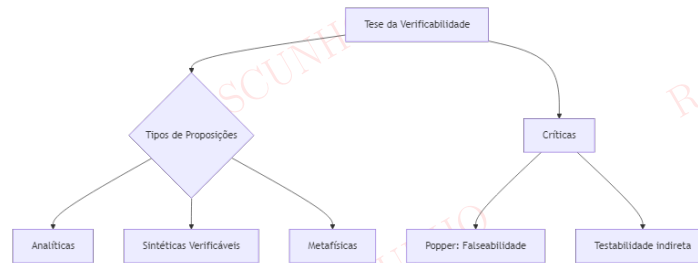 Tese da Verificabilidade
Tipos de Proposições
Críticas
Analíticas
Sintéticas Verificáveis
Metafísicas
Popper: Falseabilidade
Testabilidade indireta